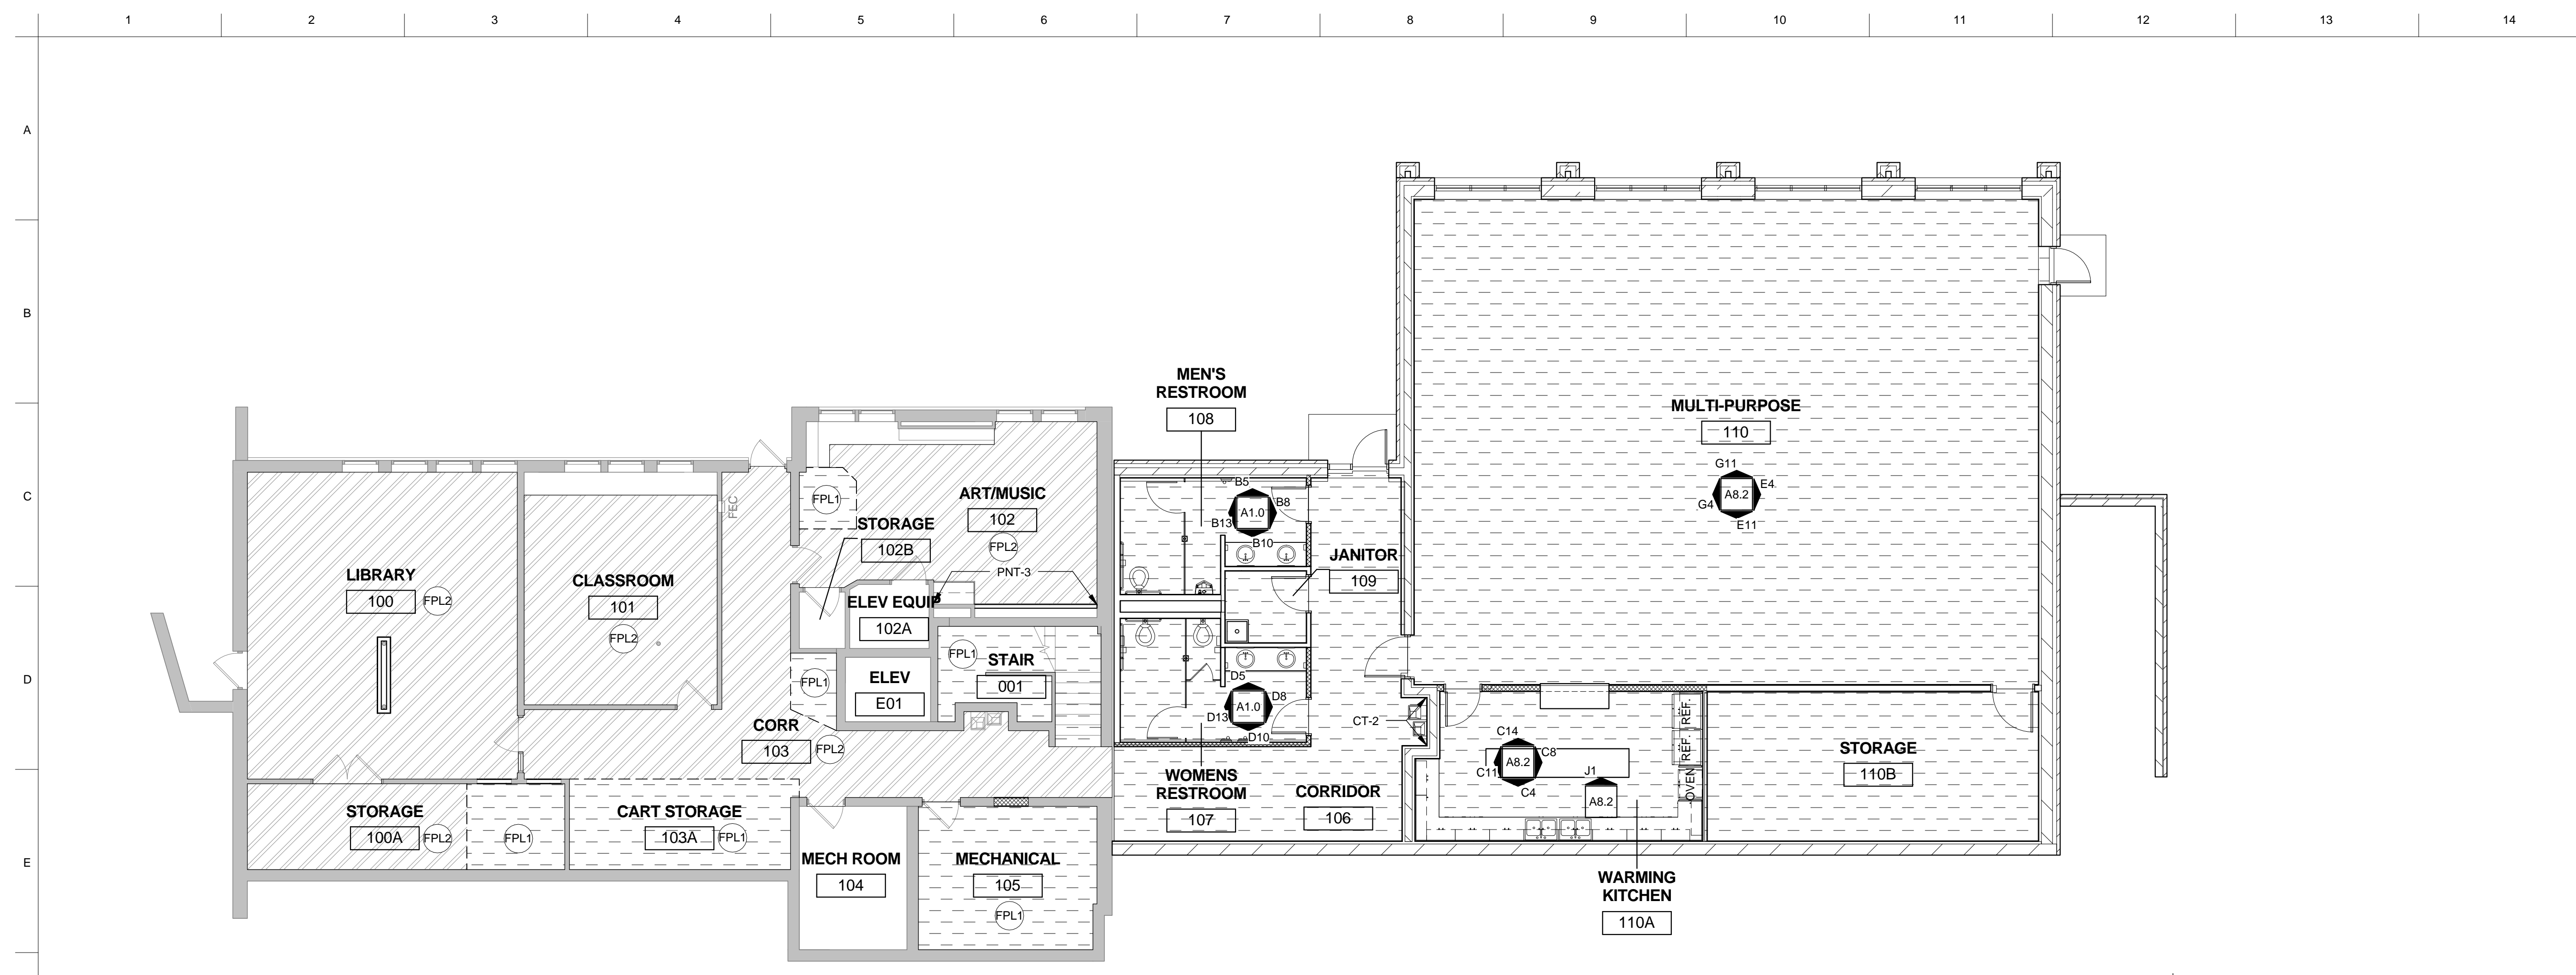 1 2 3 4 5 6 7 8 9 10 11 12 13 14
A
B
C
D
E
MEN'S
RESTROOM
108
MULTI-PURPOSE
110
G11
E4
A8.2
G4
E11
B5
B8
A1.0
B13
B10
FPL1
FEC
ART/MUSIC
102
FPL2
STORAGE
102B
PNT-3
JANITOR
109
LIBRARY
100
FPL2
CLASSROOM
101
FPL2
ELEV EQUIP
102A
FPL1
STAIR
001
FPL1
ELEV
E01
D5
D8
A1.0
D13
D10
CT-2
CORR
103
FPL2
C14
C8
A8.2
C11
C4
J1
A8.2
REF.
REF.
OVEN
STORAGE
110B
WOMENS
RESTROOM
107
CORRIDOR
106
STORAGE
100A
FPL2
FPL1
CART STORAGE
103A
FPL1
MECH ROOM
104
MECHANICAL
105
FPL1
WARMING
KITCHEN
110A